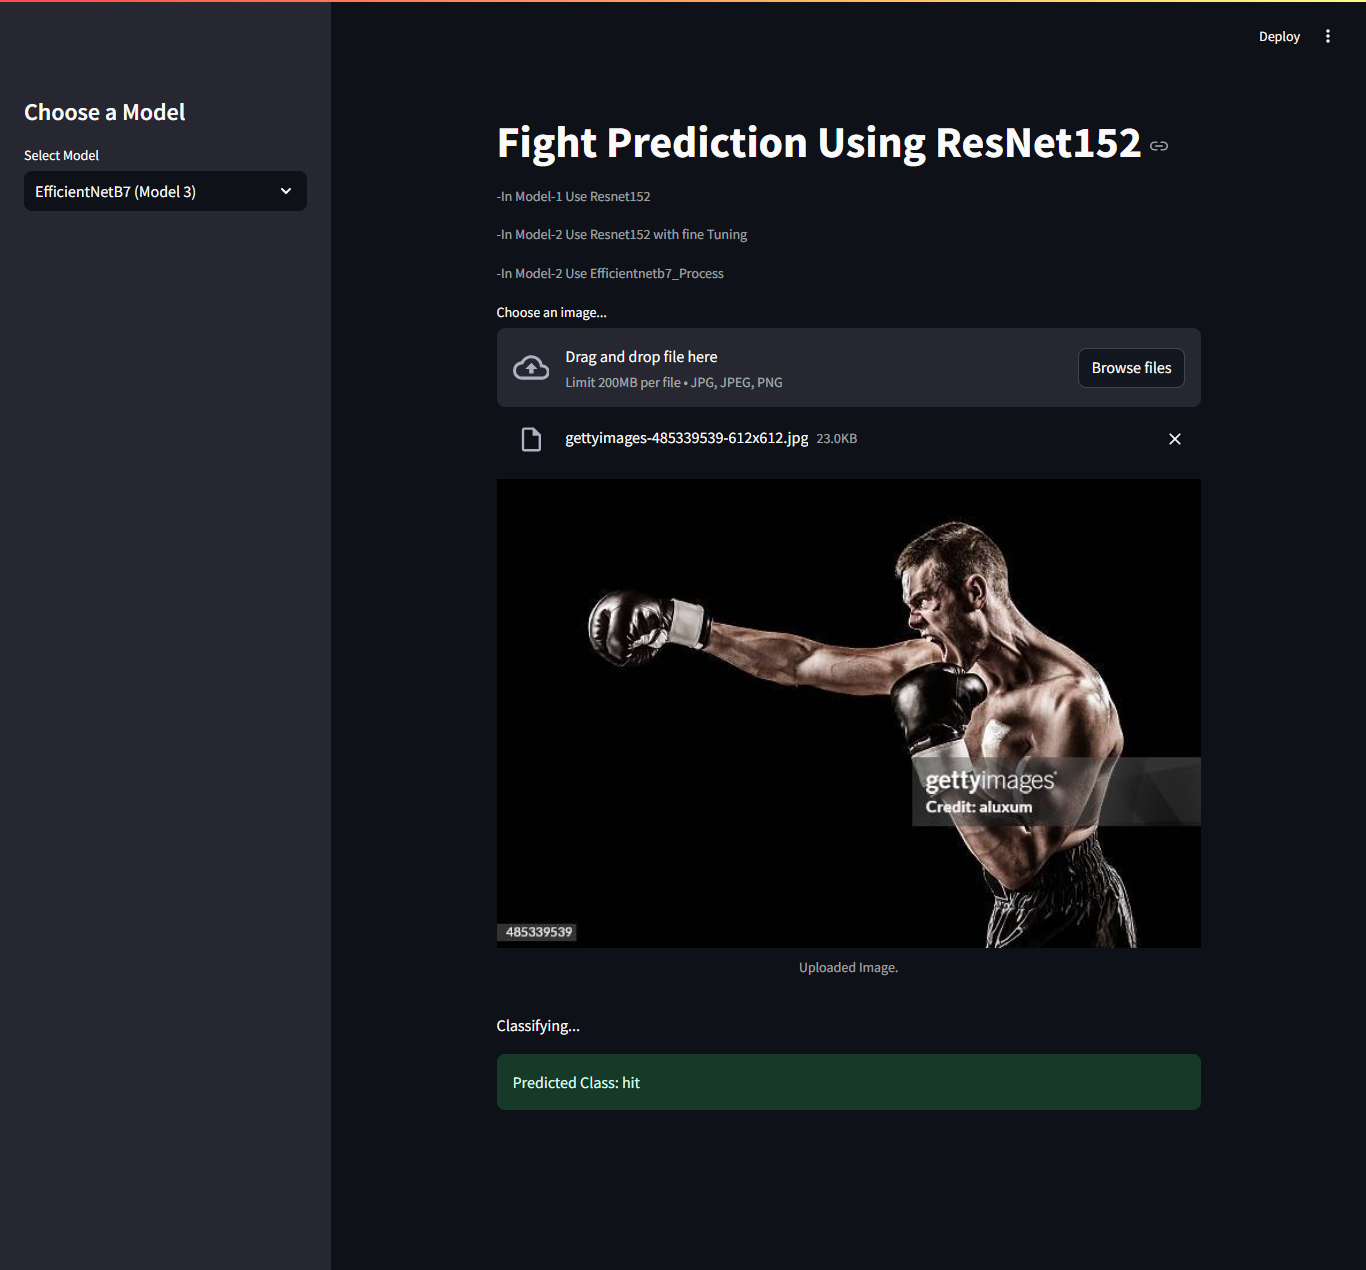 Deploy
Choose a Model
Select Model
EfficientNetB7 (Model 3)
Fight Prediction Using ResNet152
-In Model-1 Use Resnet152
-In Model-2 Use Resnet152 with fine Tuning
-In Model-2 Use Efficientnetb7_Process
Choose an image...
Drag and drop file here
Limit 200MB per file • JPG, JPEG, PNG
Browse files
gettyimages-485339539-612x612.jpg 23.0KB
gettyimages®
Credit: aluxum
485339539
Uploaded Image.
Classifying...
Predicted Class: hit